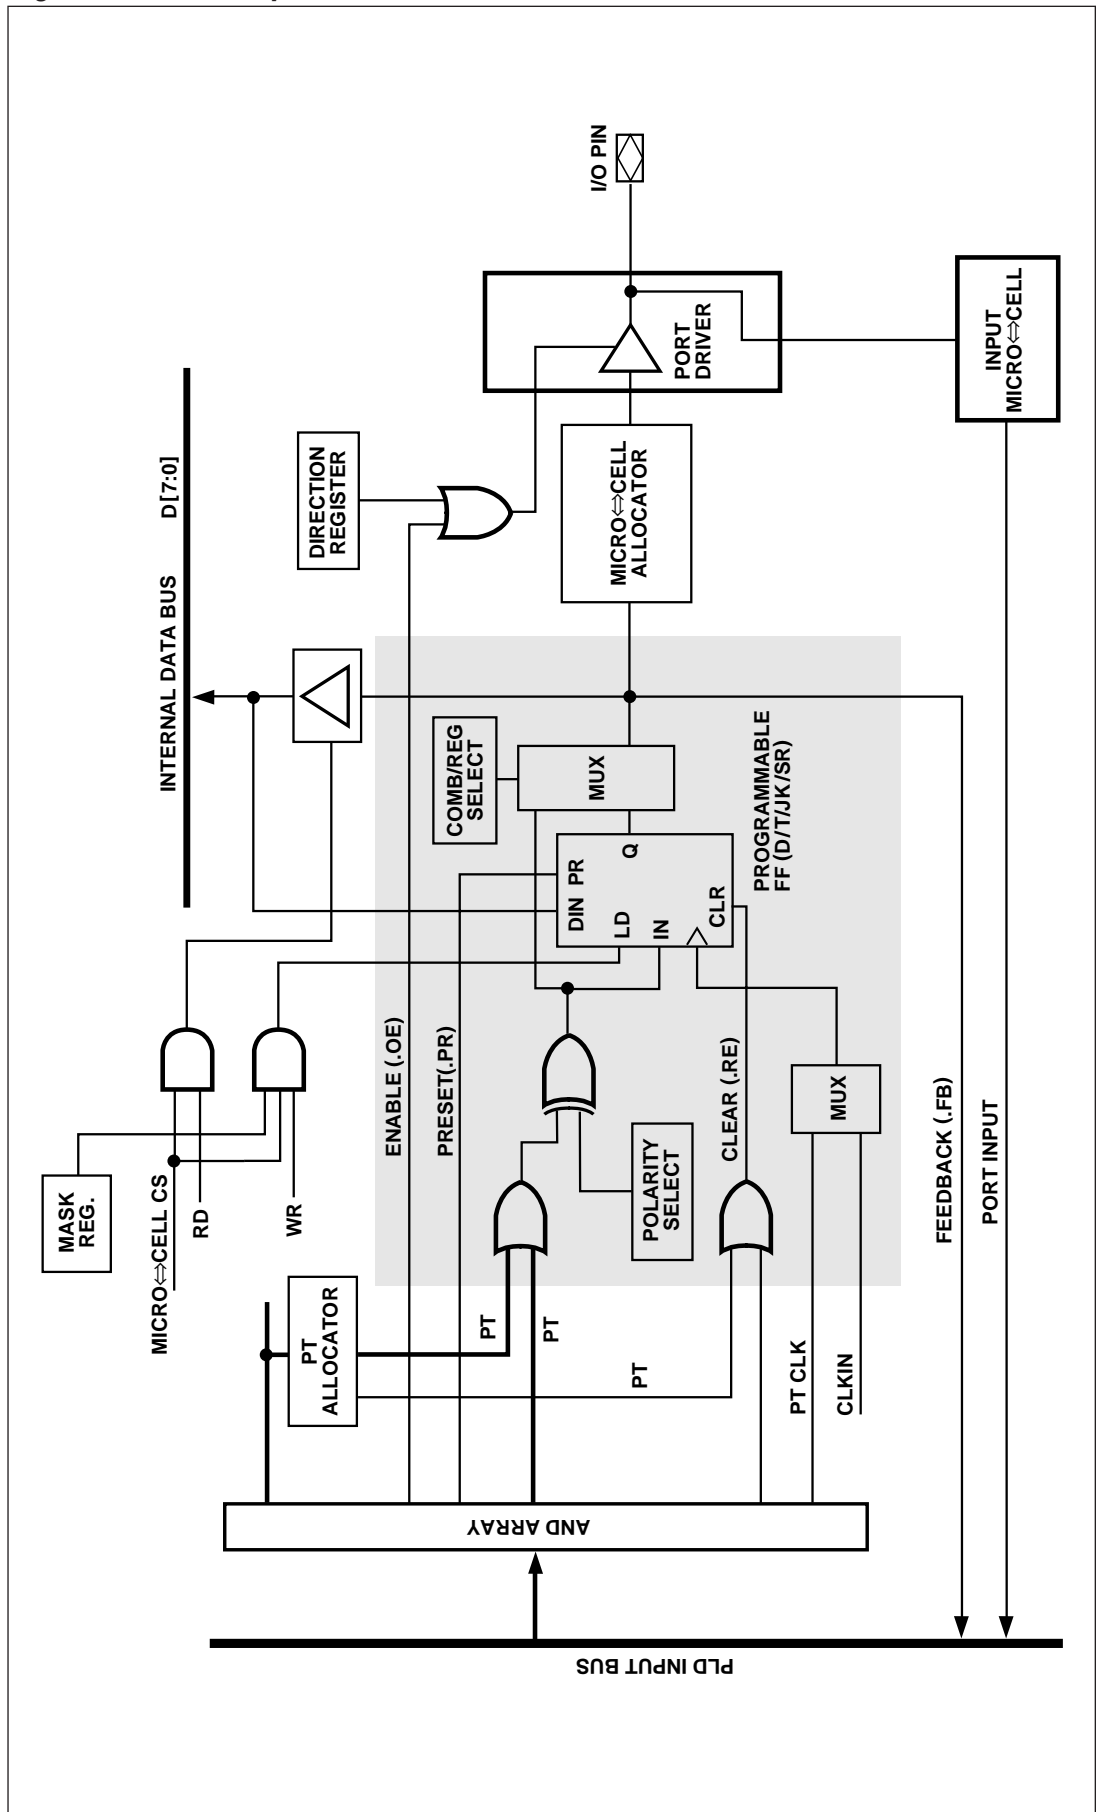 MASK
REG.
MICRO⇔CELL CS
RD
WR
INTERNAL DATA BUS D[7:0]
DIRECTION
REGISTER
PT
ALLOCATOR
ENABLE (.OE)
PRESET(.PR)
COMB/REG
SELECT
MUX
DIN PR
LD
Q
IN
CLR
PROGRAMMABLE
FF (D/T/JK/SR)
PT
PT
PT
POLARITY
SELECT
CLEAR (.RE)
MUX
PT CLK
CLKIN
AND ARRAY
PLD INPUT BUS
MICRO⇔CELL
ALLOCATOR
PORT
DRIVER
I/O PIN
INPUT
MICRO⇔CELL
FEEDBACK (.FB)
PORT INPUT